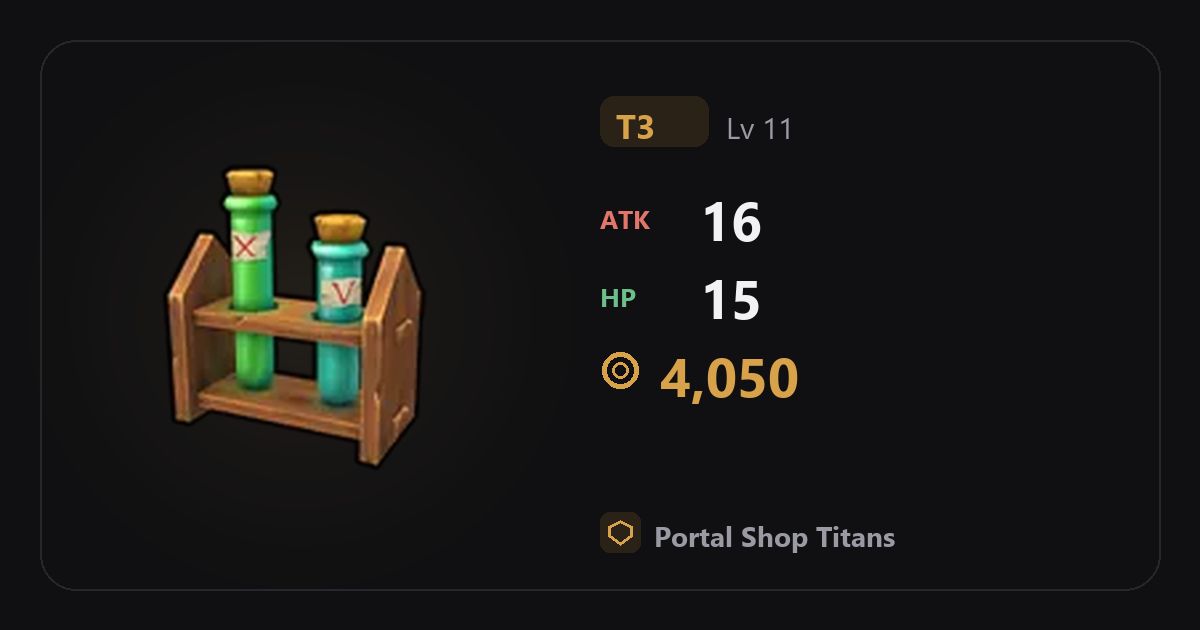 X
-V
T3 Lv 11
ATK 16
HP 15
4,050
Portal Shop Titans